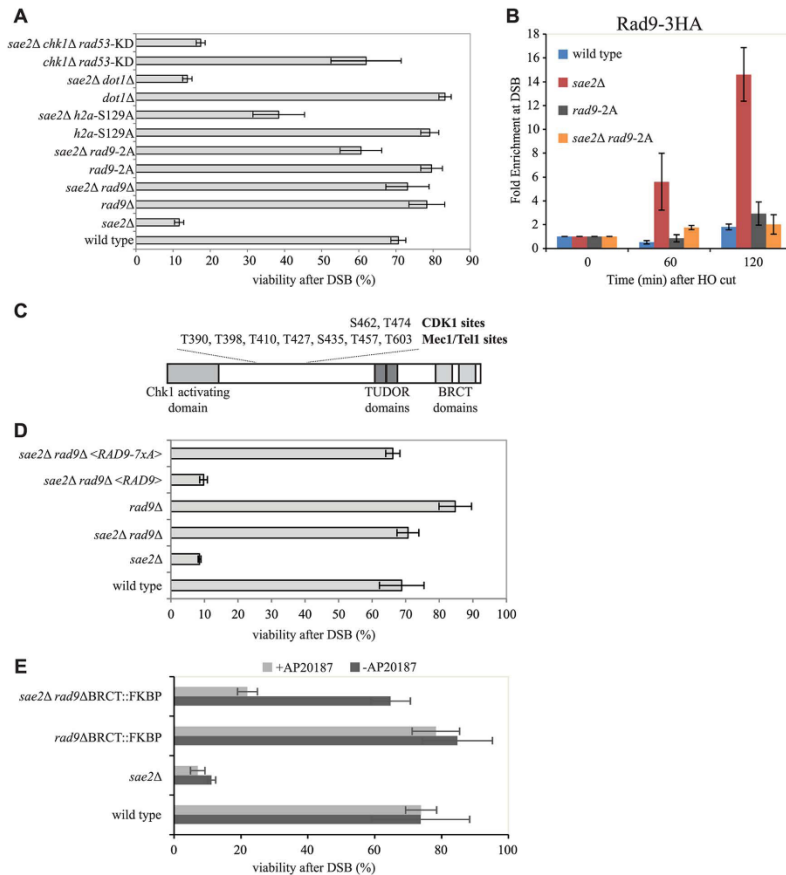 A
sae2Δ chk1Δ rad53-KD
chk1Δ rad53-KD
sae2Δ dot1Δ
dot1Δ
sae2Δ h2a-S129A
h2a-S129A
sae2Δ rad9-2A
rad9-2A
sae2Δ rad9Δ
rad9Δ
sae2Δ
wild type
0 10 20 30 40 50 60 70 80 90
viability after DSB (%)
B
Rad9-3HA
Fold Enrichment at DSB
18
16
14
12
10
8
6
4
2
0
wild type
sae2Δ
rad9-2A
sae2Δ rad9-2A
0 60 120
Time (min) after HO cut
C
S462, T474 CDK1 sites
T390, T398, T410, T427, S435, T457, T603 Mec1/Tel1 sites
Chk1 activating
domain
TUDOR
domains
BRCT
domains
D
sae2Δ rad9Δ <RAD9-7xA>
sae2Δ rad9Δ <RAD9>
rad9Δ
sae2Δ rad9Δ
sae2Δ
wild type
0 10 20 30 40 50 60 70 80 90 100
viability after DSB (%)
E
+AP20187 -AP20187
sae2Δ rad9ΔBRCT::FKBP
rad9ΔBRCT::FKBP
sae2Δ
wild type
0 20 40 60 80 100
viability after DSB (%)